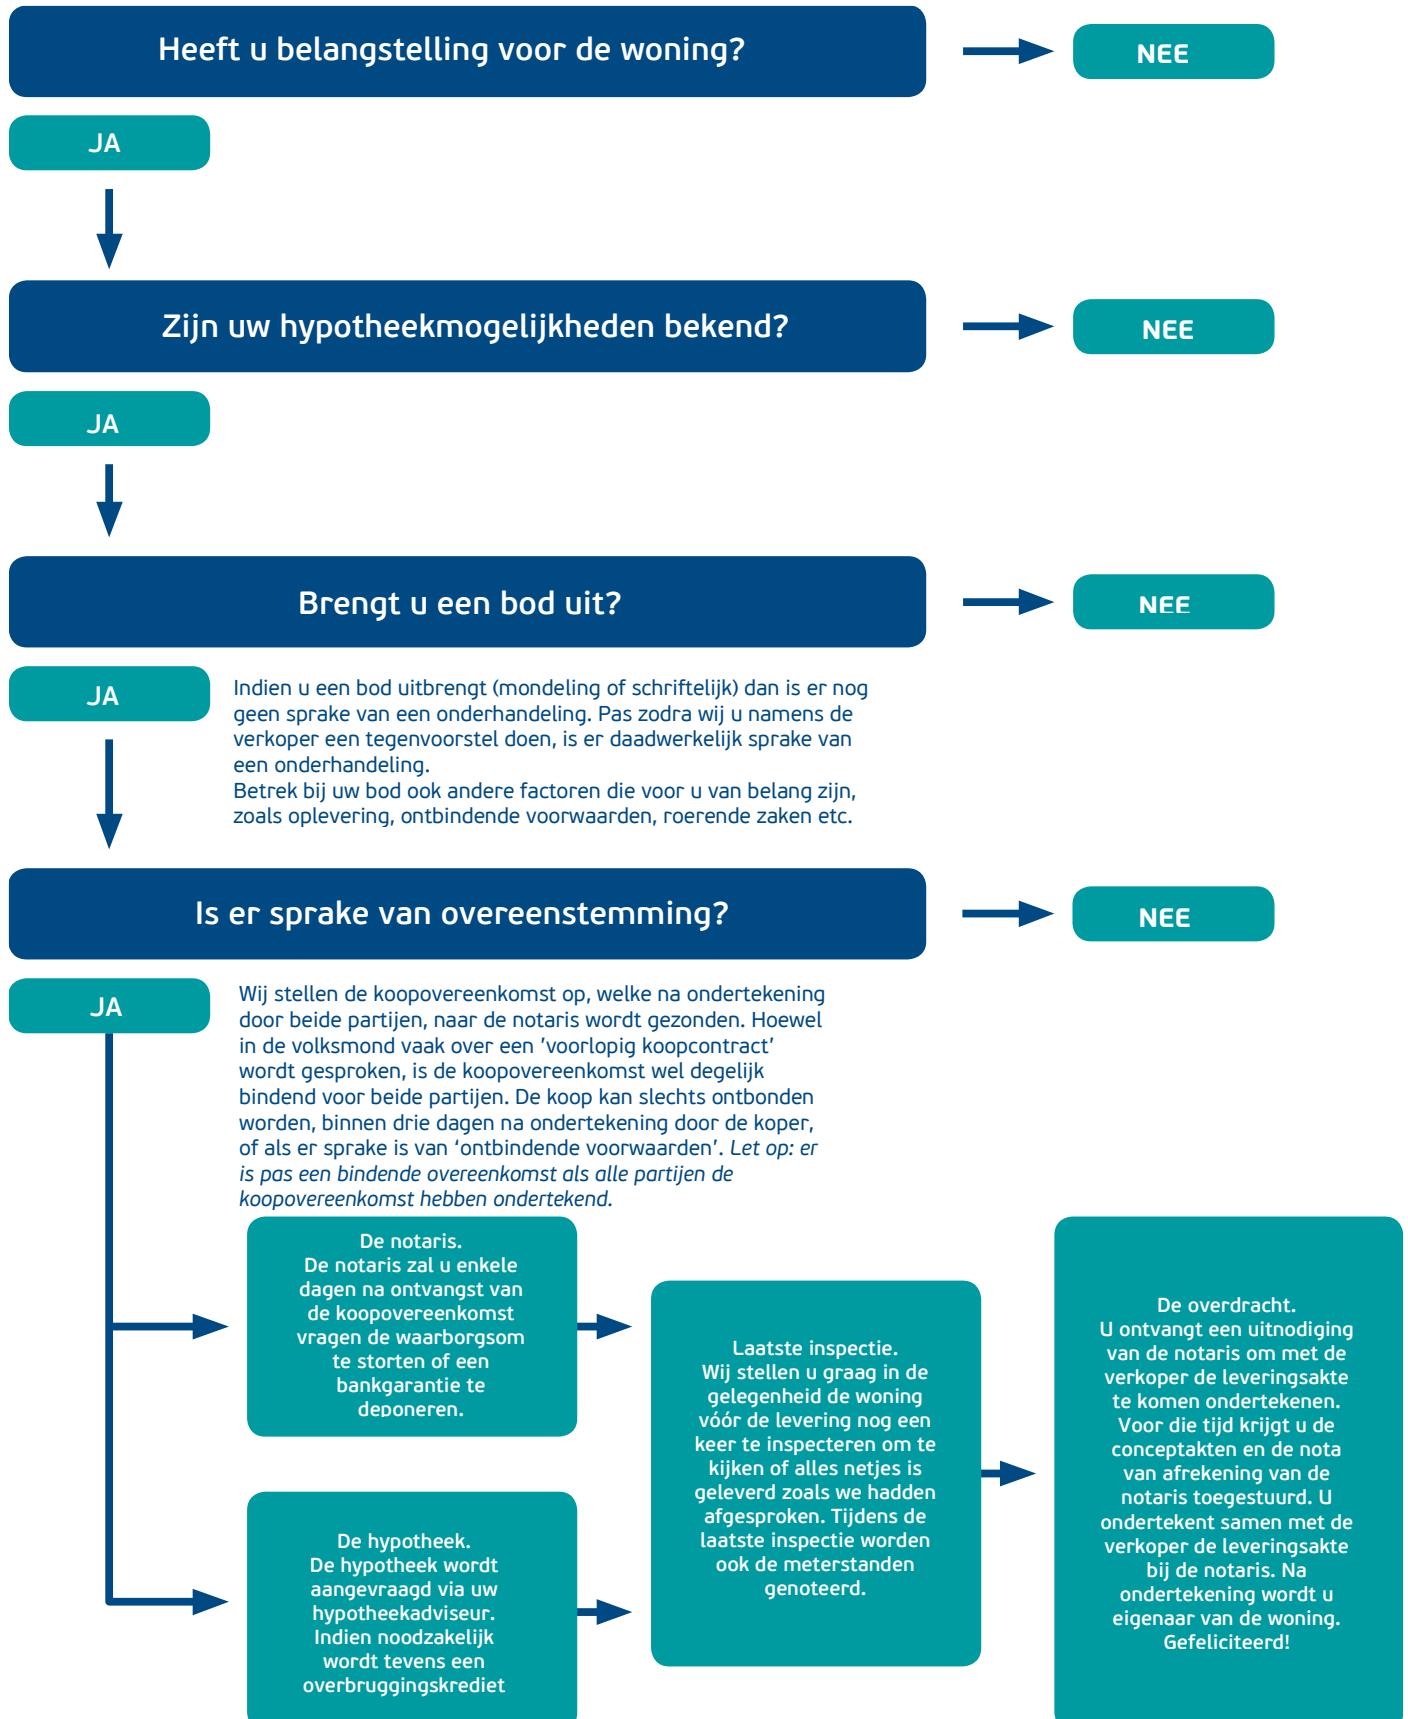 Heeft u belangstelling voor de woning?
NEE
JA
Zijn uw hypotheekmogelijkheden bekend?
NEE
JA
Brengt u een bod uit?
NEE
JA
Indien u een bod uitbrengt (mondeling of schriftelijk) dan is er nog
geen sprake van een onderhandeling. Pas zodra wij u namens de
verkoper een tegenvoorstel doen, is er daadwerkelijk sprake van
een onderhandeling.
Betrek bij uw bod ook andere factoren die voor u van belang zijn,
zoals oplevering, ontbindende voorwaarden, roerende zaken etc.
Is er sprake van overeenstemming?
NEE
JA
Wij stellen de koopovereenkomst op, welke na ondertekening
door beide partijen, naar de notaris wordt gezonden. Hoewel
in de volksmond vaak over een 'voorlopig koopcontract'
wordt gesproken, is de koopovereenkomst wel degelijk
bindend voor beide partijen. De koop kan slechts ontbonden
worden, binnen drie dagen na ondertekening door de koper,
of als er sprake is van ‘ontbindende voorwaarden’. Let op: er
is pas een bindende overeenkomst als alle partijen de
koopovereenkomst hebben ondertekend.
De notaris.
De notaris zal u enkele
dagen na ontvangst van
de koopovereenkomst
vragen de waarborgsom
te storten of een
bankgarantie te
deponeren.
De hypotheek.
De hypotheek wordt
aangevraagd via uw
hypotheekadviseur.
Indien noodzakelijk
wordt tevens een
overbruggingskrediet
Laatste inspectie.
Wij stellen u graag in de
gelegenheid de woning
vóór de levering nog een
keer te inspecteren om te
kijken of alles netjes is
geleverd zoals we hadden
afgesproken. Tijdens de
laatste inspectie worden
ook de meterstanden
genoteerd.
De overdracht.
U ontvangt een uitnodiging
van de notaris om met de
verkoper de leveringsakte
te komen ondertekenen.
Voor die tijd krijgt u de
conceptakten en de nota
van afrekening van de
notaris toegestuurd. U
ondertekent samen met de
verkoper de leveringsakte
bij de notaris. Na
ondertekening wordt u
eigenaar van de woning.
Gefeliciteerd!